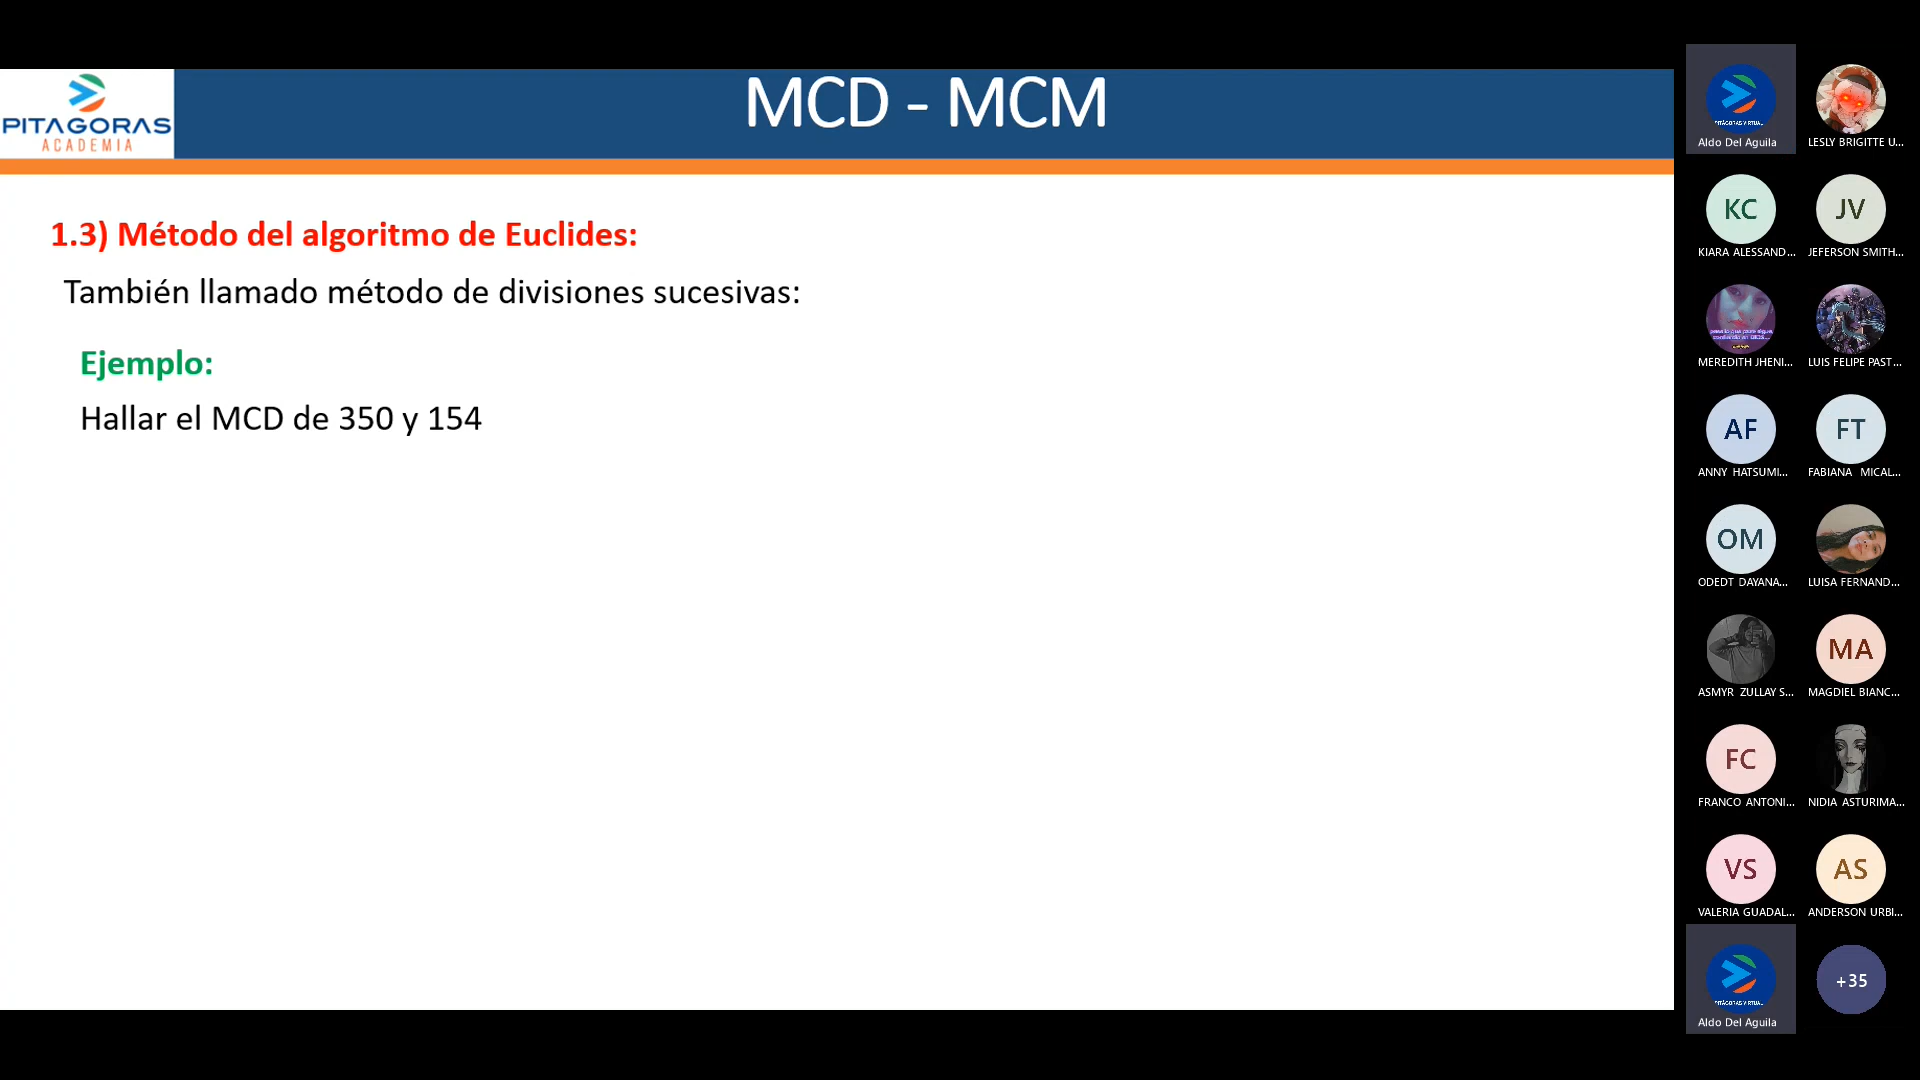 PITAGORAS
ACADEMIA
MCD - MCM
1.3) Método del algoritmo de Euclides:
También llamado método de divisiones sucesivas:
Ejemplo:
Hallar el MCD de 350 y 154
Aldo Del Aguila
LESLY BRIGITTE U...
KC
KIARA ALESSAND...
JV
JEFERSON SMITH...
MEREDITH JHENI...
LUIS FELIPE PAST...
AF
ANNY HATSUMI...
FT
FABIANA MICAL...
OM
ODEDT DAYANA...
LUISA FERNAND...
ASMYR ZULLAY S...
MA
MAGDIEL BIANC...
FC
FRANCO ANTONI...
NIDIA ASTURIMA...
VS
VALERIA GUADAL...
AS
ANDERSON URBI...
Aldo Del Aguila
+35